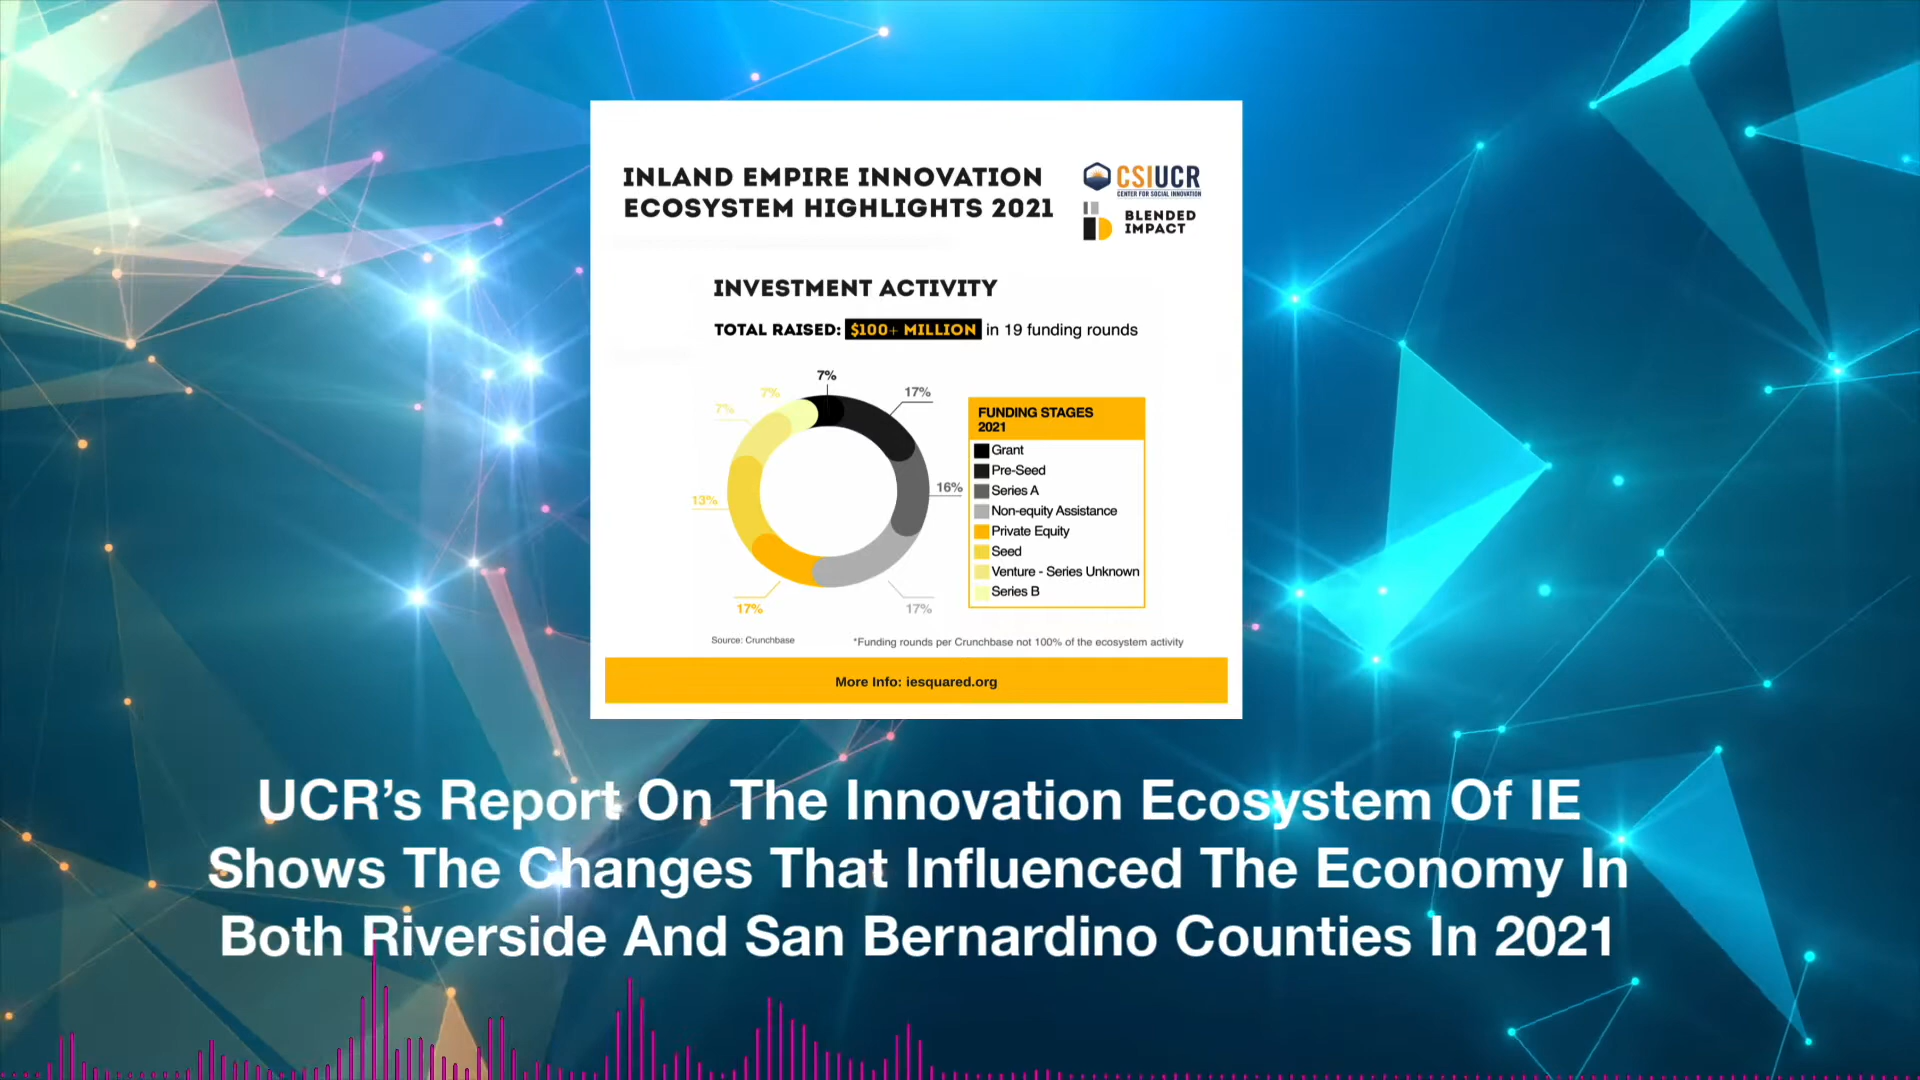 INLAND EMPIRE INNOVATION
ECOSYSTEM HIGHLIGHTS 2021
CSIUCR
CENTER FOR SOCIAL INNOVATION
BLENDED
IMPACT
INVESTMENT ACTIVITY
TOTAL RAISED: $100+ MILLION in 19 funding rounds
7%
7%
17%
7%
16%
13%
17%
17%
FUNDING STAGES
2021
Grant
Pre-Seed
Series A
Non-equity Assistance
Private Equity
Seed
Venture - Series Unknown
Series B
Source: Crunchbase
*Funding rounds per Crunchbase not 100% of the ecosystem activity
More Info: iesquared.org
UCR’s Report On The Innovation Ecosystem Of IE
Shows The Changes That Influenced The Economy In
Both Riverside And San Bernardino Counties In 2021